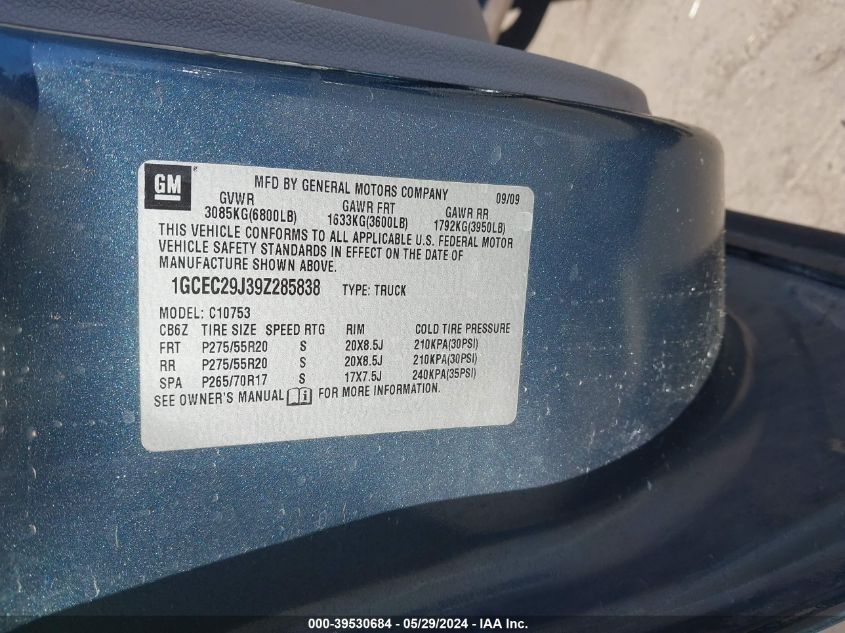 GM
MFD BY GENERAL MOTORS COMPANY 09/09
GVWR GAWR FRT GAWR RR
3085KG(6800LB) 1633KG(3600LB) 1792KG(3950LB)
THIS VEHICLE CONFORMS TO ALL APPLICABLE U.S. FEDERAL MOTOR
VEHICLE SAFETY STANDARDS IN EFFECT ON THE DATE OF
MANUFACTURE SHOWN ABOVE.
1GCEC29J39Z285838 TYPE: TRUCK
MODEL: C10753
CB6Z TIRE SIZE SPEED RTG RIM COLD TIRE PRESSURE
FRT P275/55R20 S 20X8.5J 210KPA(30PSI)
RR P275/55R20 S 20X8.5J 210KPA(30PSI)
SPA P265/70R17 S 17X7.5J 240KPA(35PSI)
SEE OWNER'S MANUAL FOR MORE INFORMATION.
000-39530684 - 05/29/2024 - IAA Inc.